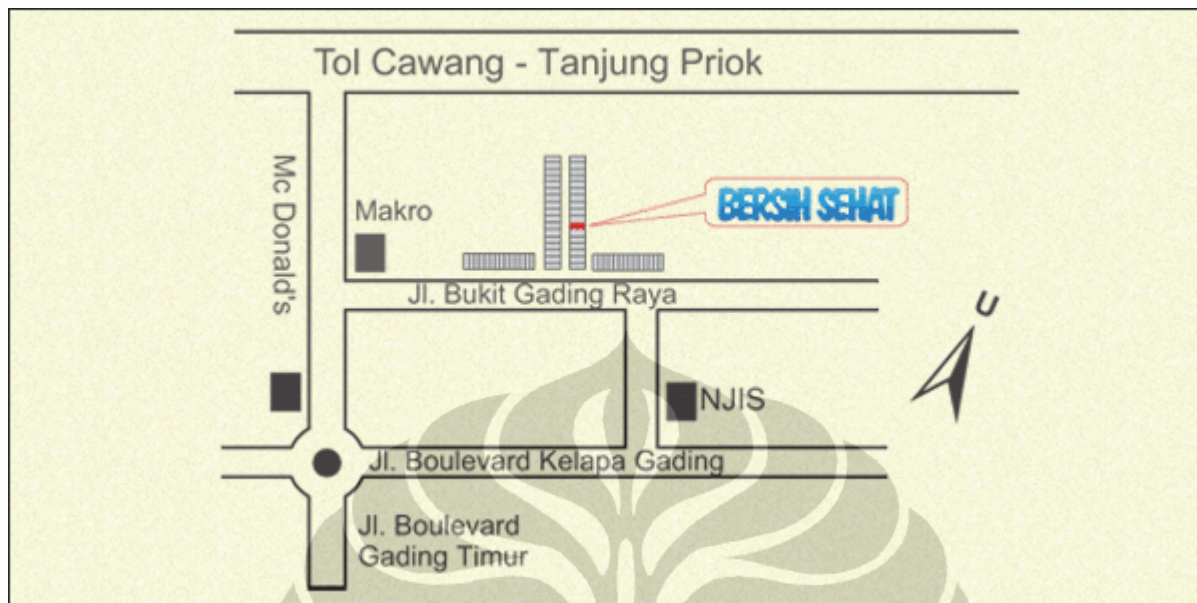 Tol Cawang - Tanjung Priok
Mc Donald's
Makro
BERSIH SEHAT
Jl. Bukit Gading Raya
U
NJIS
Jl. Boulevard Kelapa Gading
Jl. Boulevard
Gading Timur